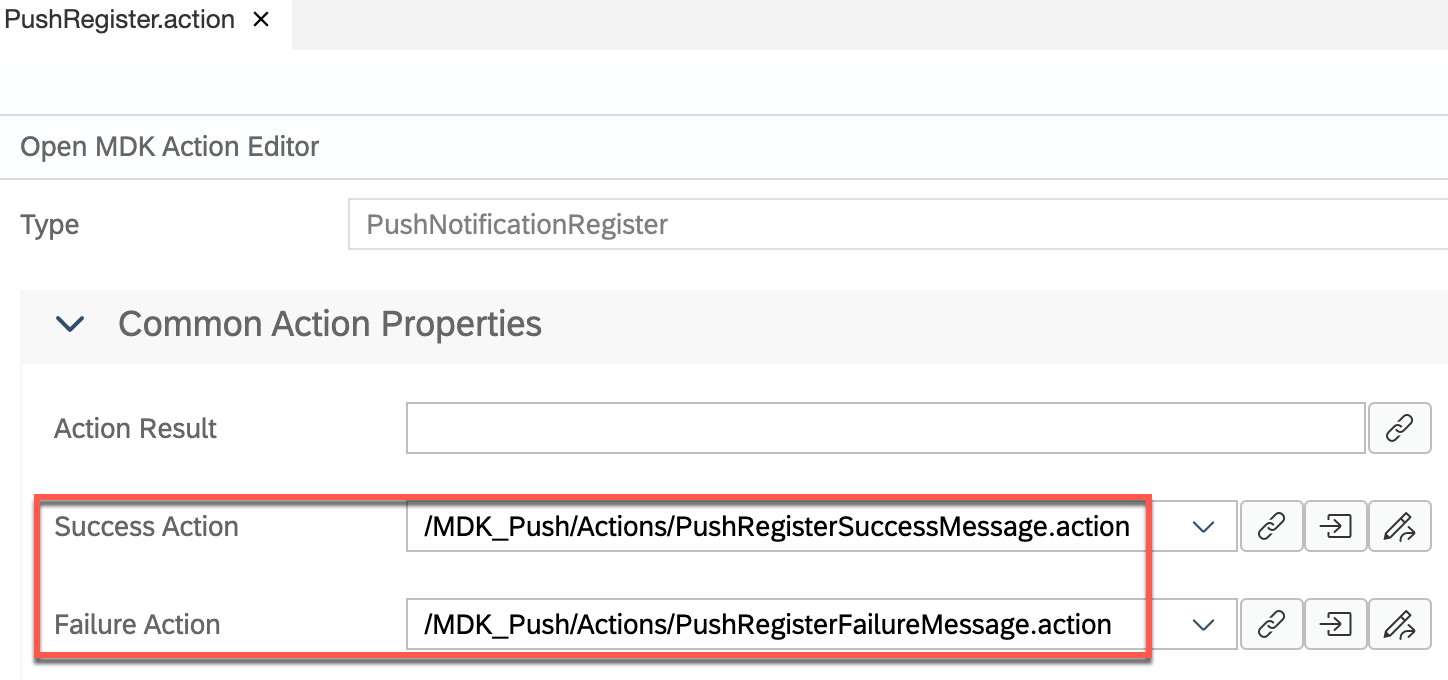 PushRegister.action
Open MDK Action Editor
Type PushNotificationRegister
Common Action Properties
Action Result
Success Action /MDK_Push/Actions/PushRegisterSuccessMessage.action
Failure Action /MDK_Push/Actions/PushRegisterFailureMessage.action